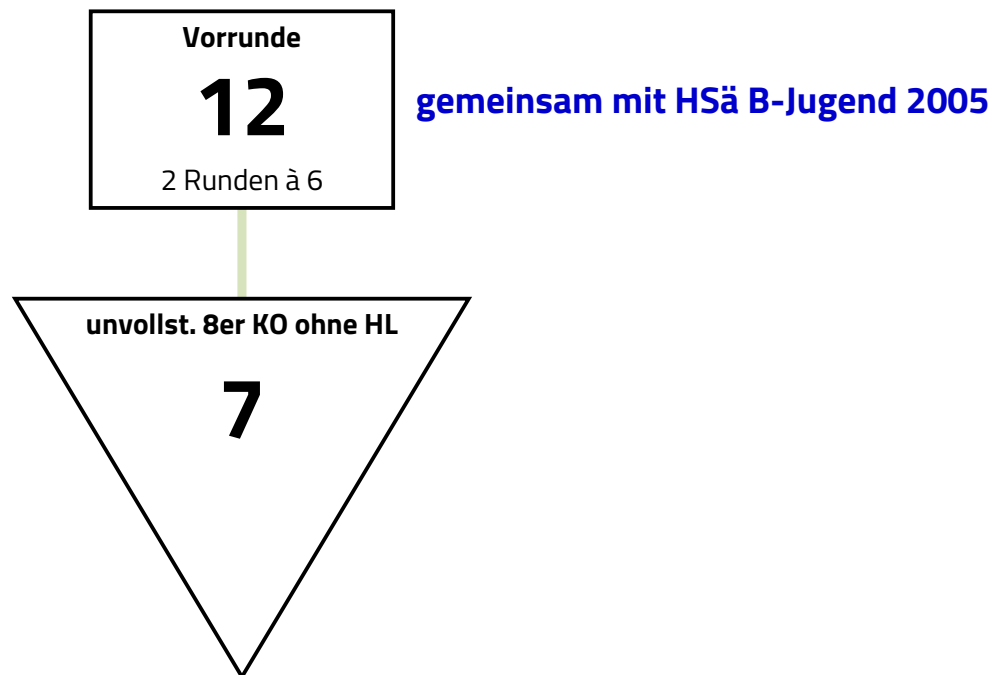 Vorrunde
12
gemeinsam mit HSä B-Jugend 2005
2 Runden à 6
unvollst. 8er KO ohne HL
7